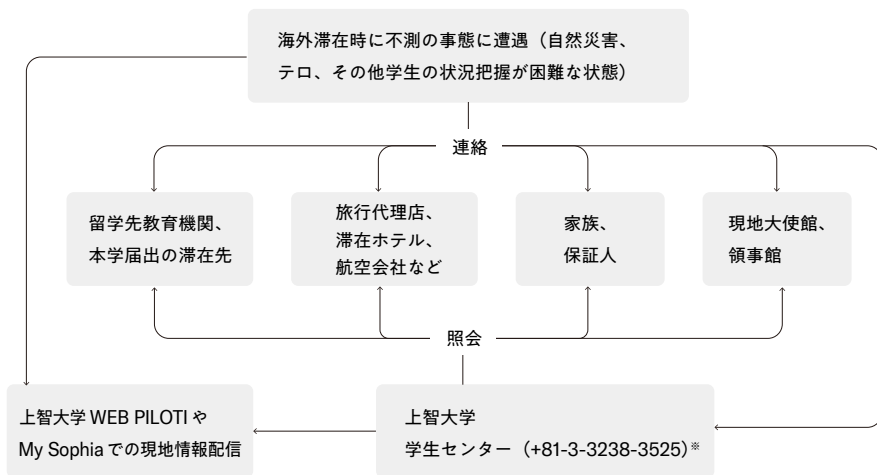 海外滞在時に不測の事態に遭遇（自然災害、
テロ、その他学生の状況把握が困難な状態）
連絡
留学先教育機関、
本学届出の滞在先
旅行代理店、
滞在ホテル、
航空会社など
家族、
保証人
現地大使館、
領事館
照会
上智大学 WEB PILOTI や
My Sophia での現地情報配信
上智大学
学生センター（+81-3-3238-3525）※